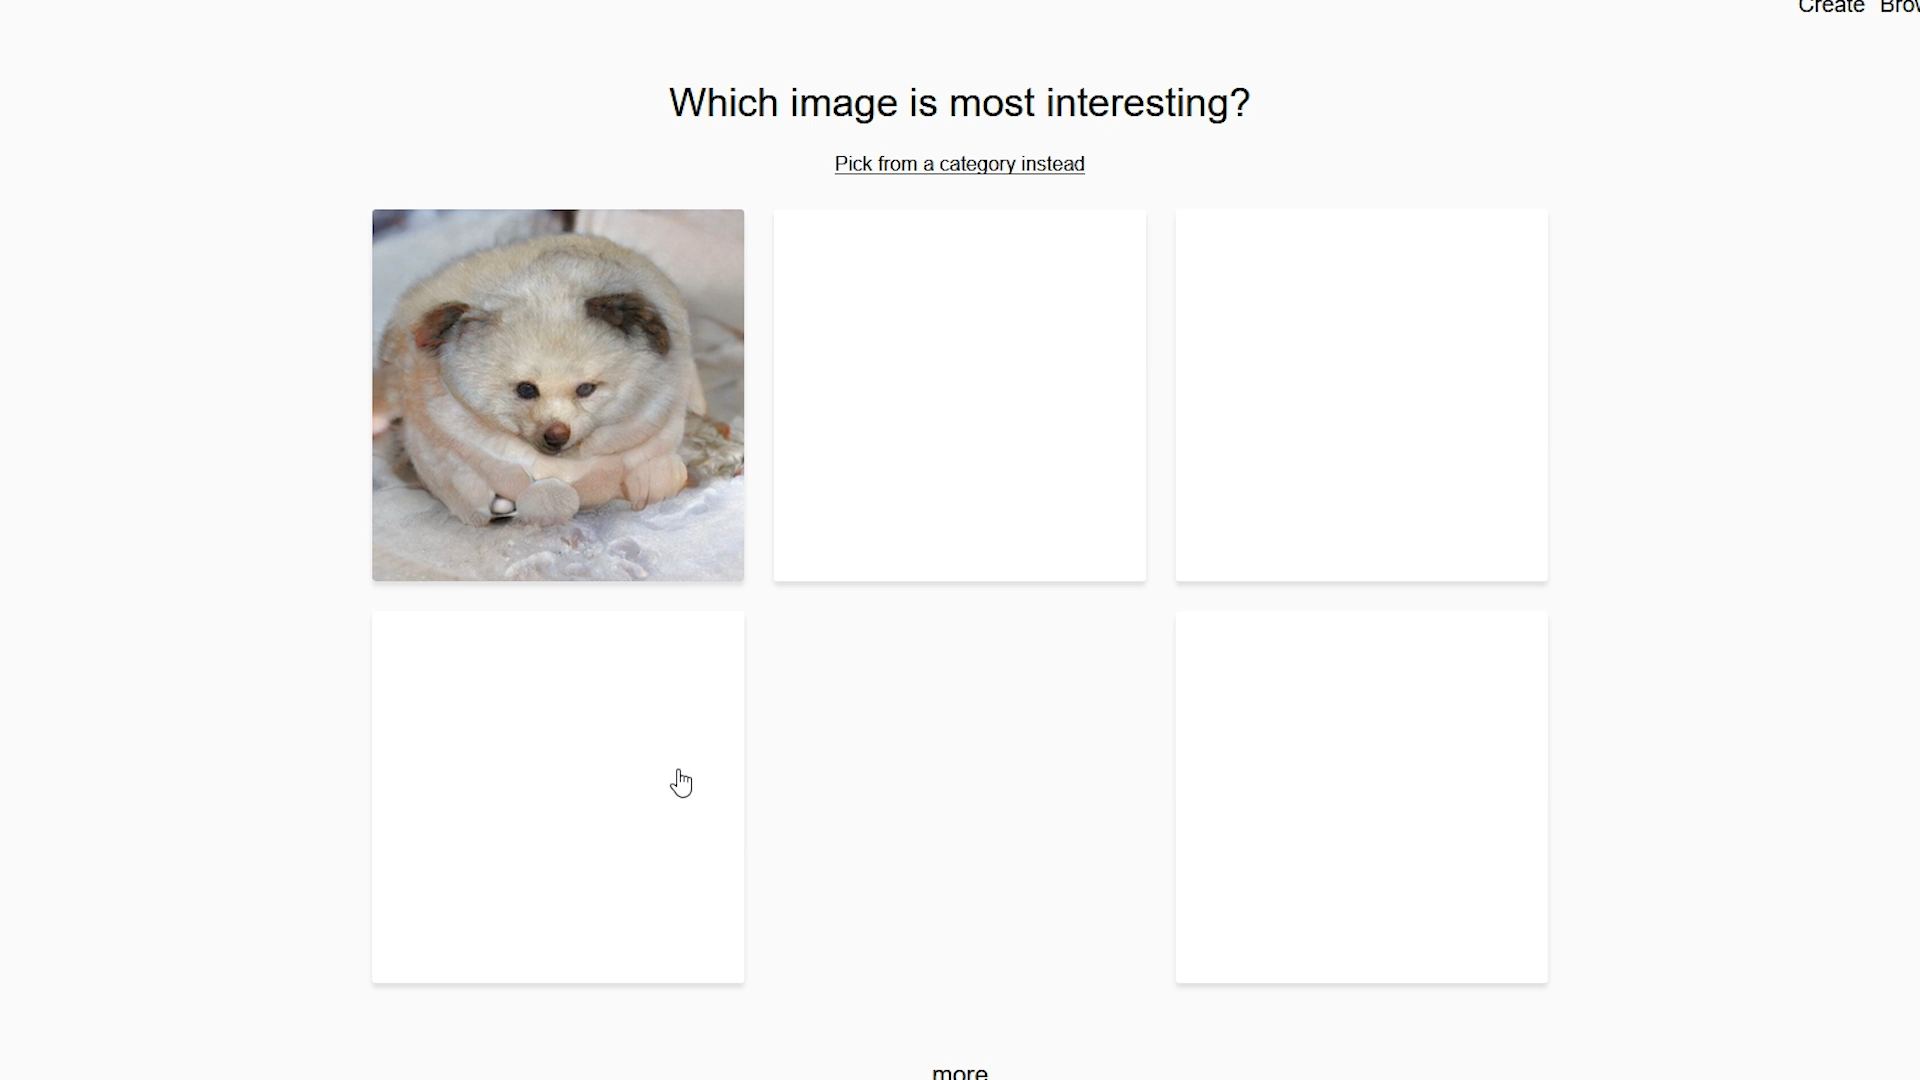 Create
Which image is most interesting?
Pick from a category instead
more